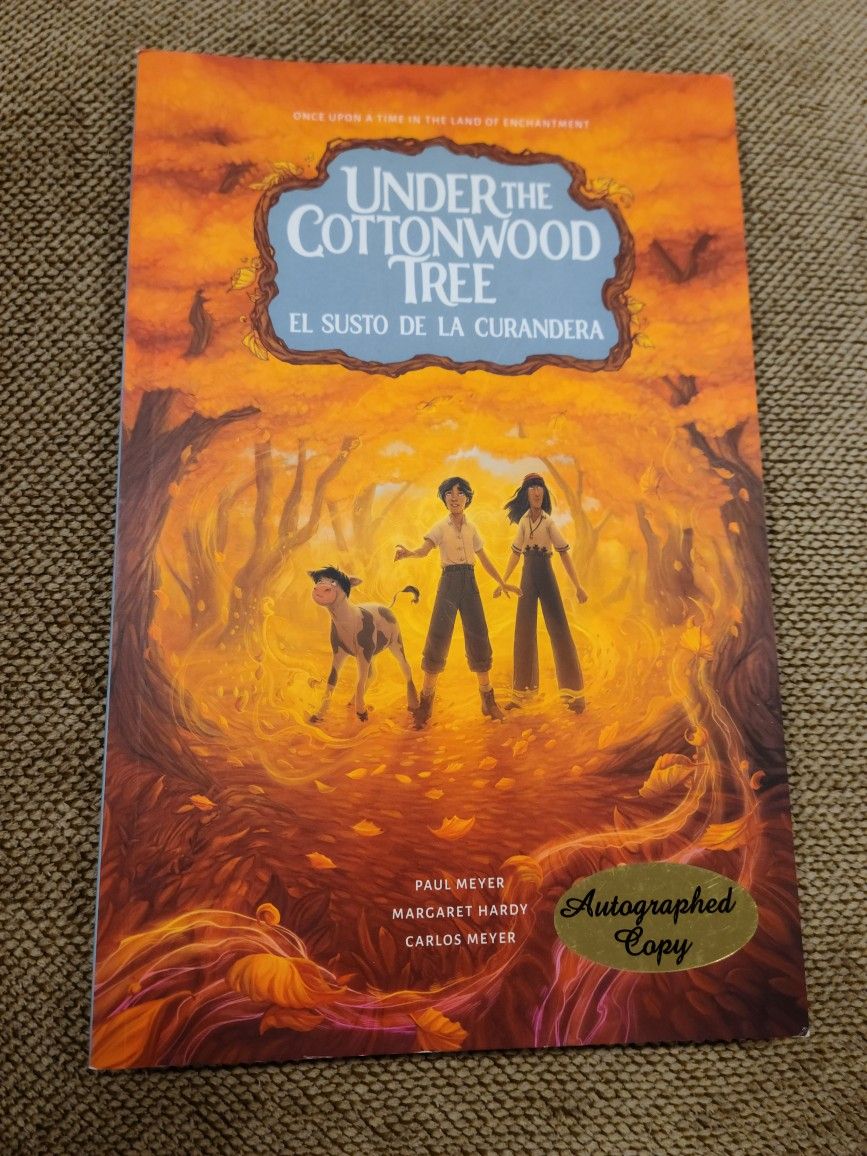 ONCE UPON A TIME IN THE LAND OF ENCHANTMENT
UNDER THE
COTTONWOOD
TREE
EL SUSTO DE LA CURANDERA
PAUL MEYER
MARGARET HARDY
CARLOS MEYER
Autographed
Copy